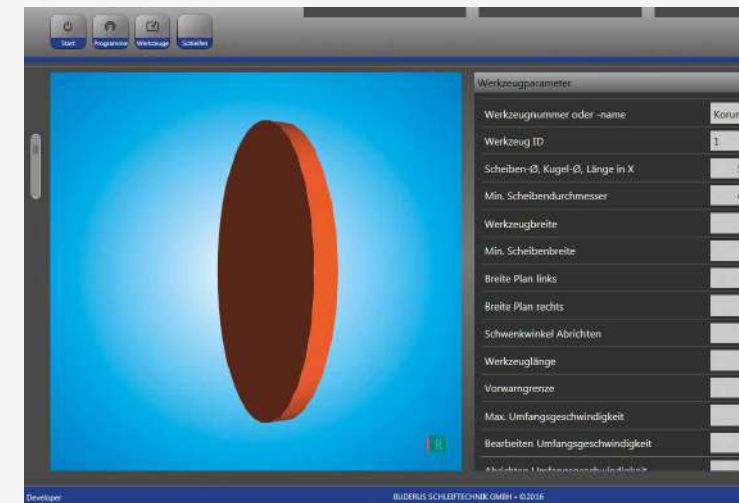 Start Programme Werkzeuge Schleifen
Werkzeugparameter
Werkzeugnummer oder -name
Korun
Werkzeug ID
1
Scheiben-Ø, Kugel-Ø, Länge in X
Min. Scheibendurchmesser
Werkzeugbreite
Min. Scheibenbreite
Breite Plan links
Breite Plan rechts
Schwenkwinkel Abrichten
Werkzeuglänge
Vorwarngrenze
Max. Umfangsgeschwindigkeit
Bearbeiten Umfangsgeschwindigkeit
Abrichten Umfangsgeschwindigkeit
R
Developer
BUDERUS SCHLEIFTECHNIK GMBH • ©2016